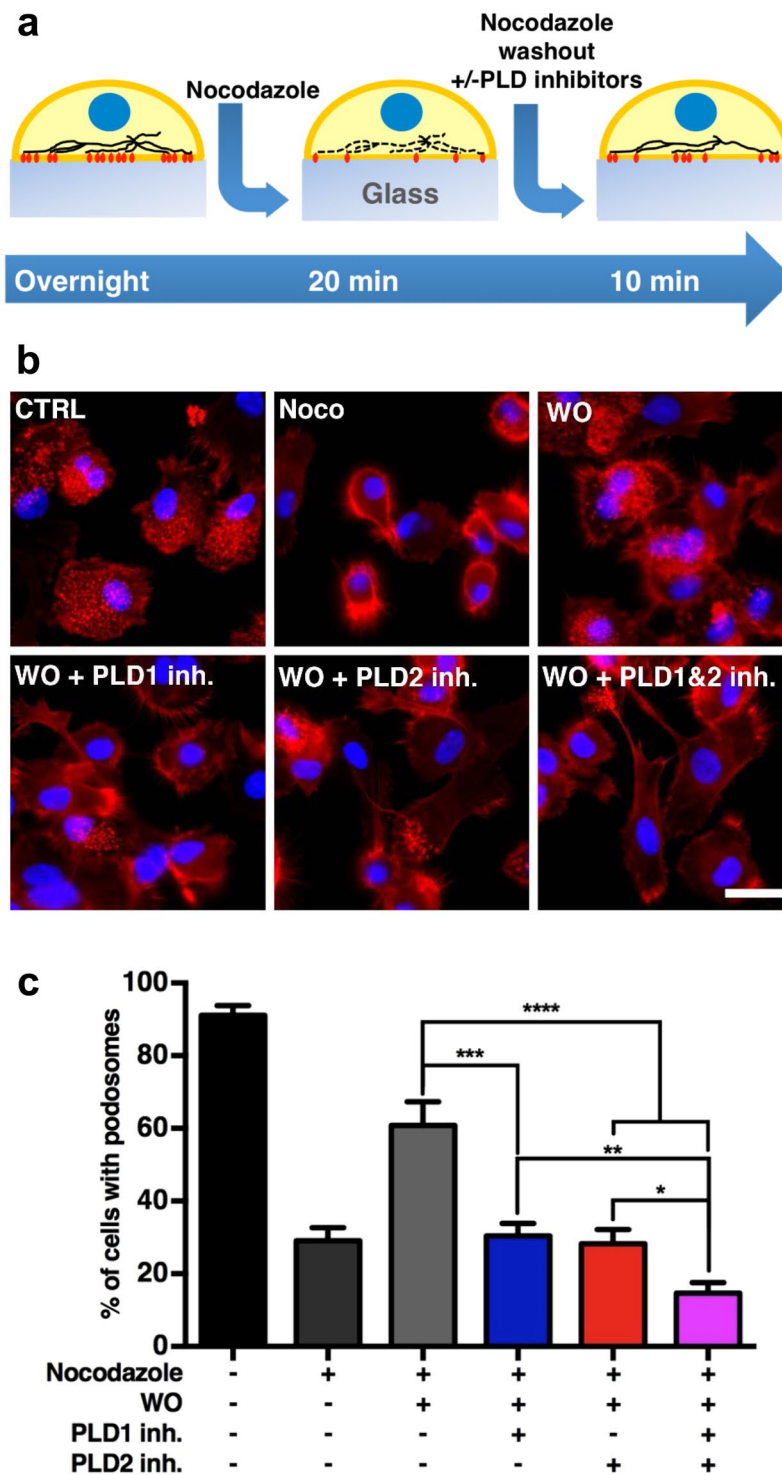 a
Nocodazole
Nocodazole
washout
+/-PLD inhibitors
Glass
Overnight 20 min 10 min
b
CTRL Noco WO
WO + PLD1 inh. WO + PLD2 inh. WO + PLD1&2 inh.
c
% of cells with podosomes
100
80
60
40
20
0
****
***
**
*
Nocodazole - + + + + +
WO - - + + + +
PLD1 inh. - - - + - +
PLD2 inh. - - - - + +